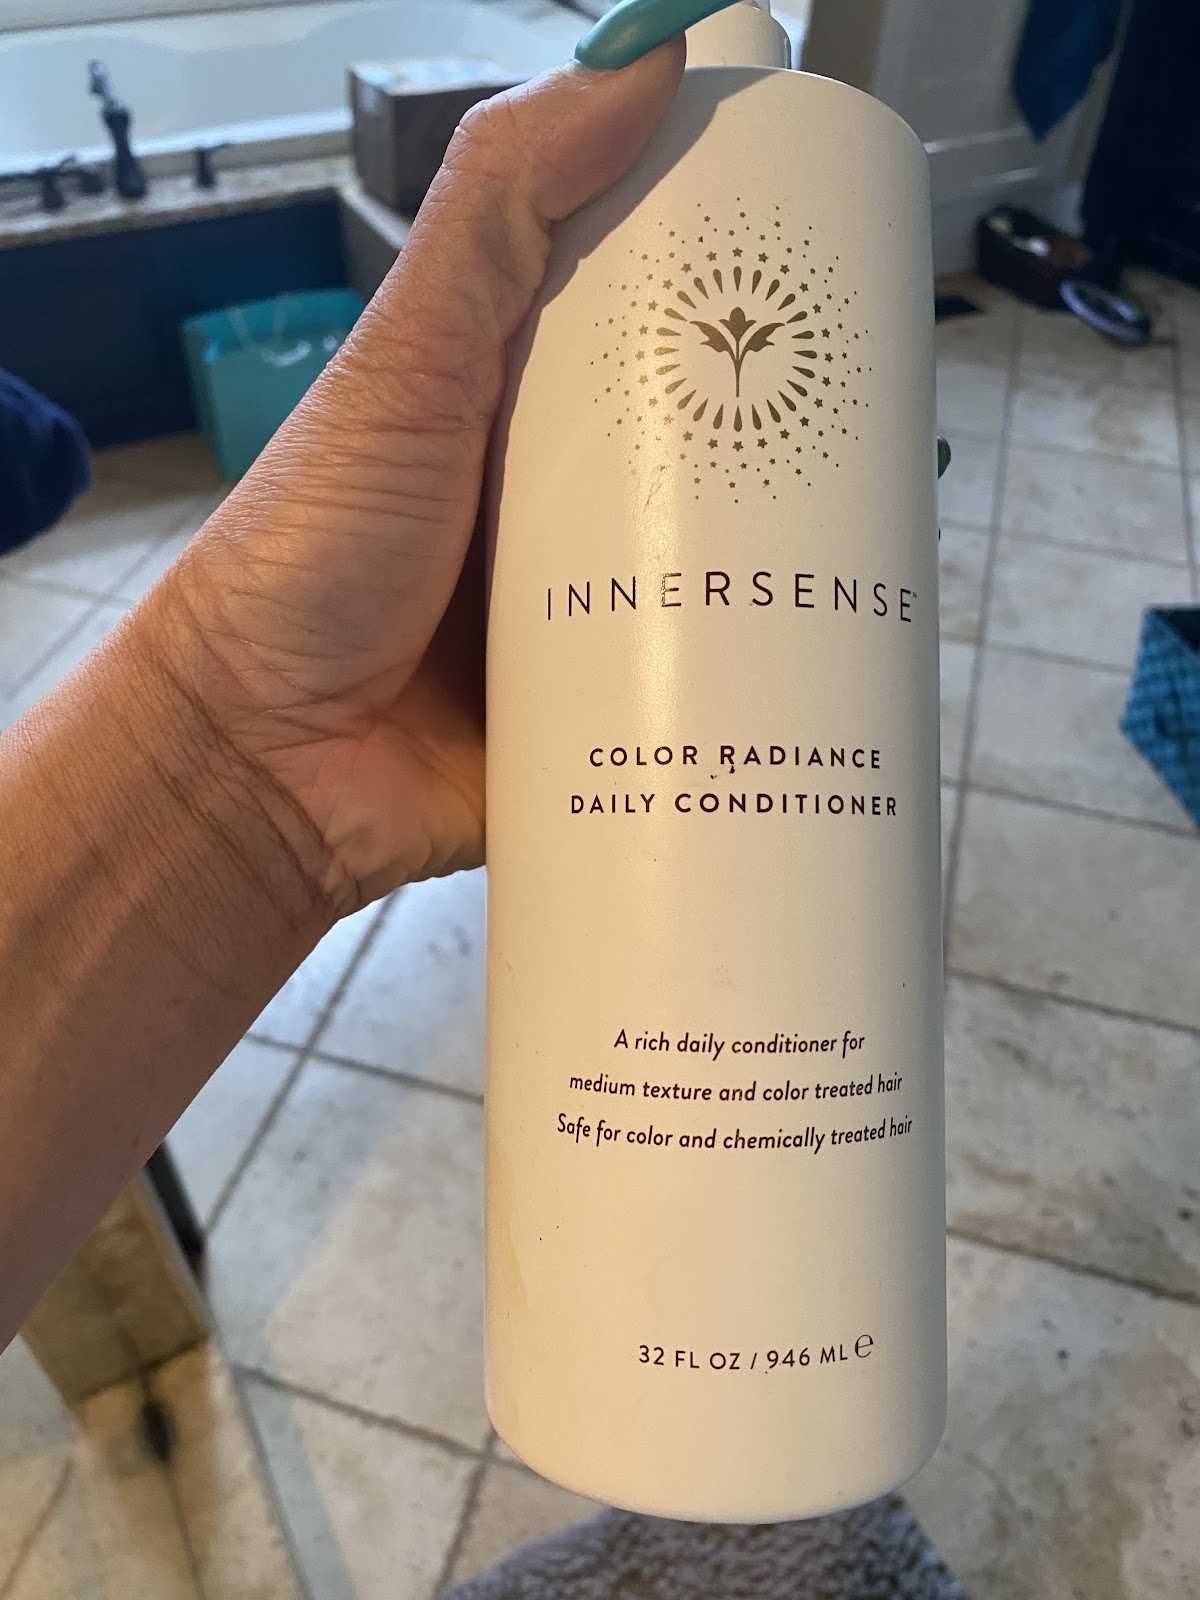 INNERSENSE™
COLOR RADIANCE
DAILY CONDITIONER
A rich daily conditioner for
medium texture and color treated hair
Safe for color and chemically treated hair
32 FL OZ / 946 ML ℮